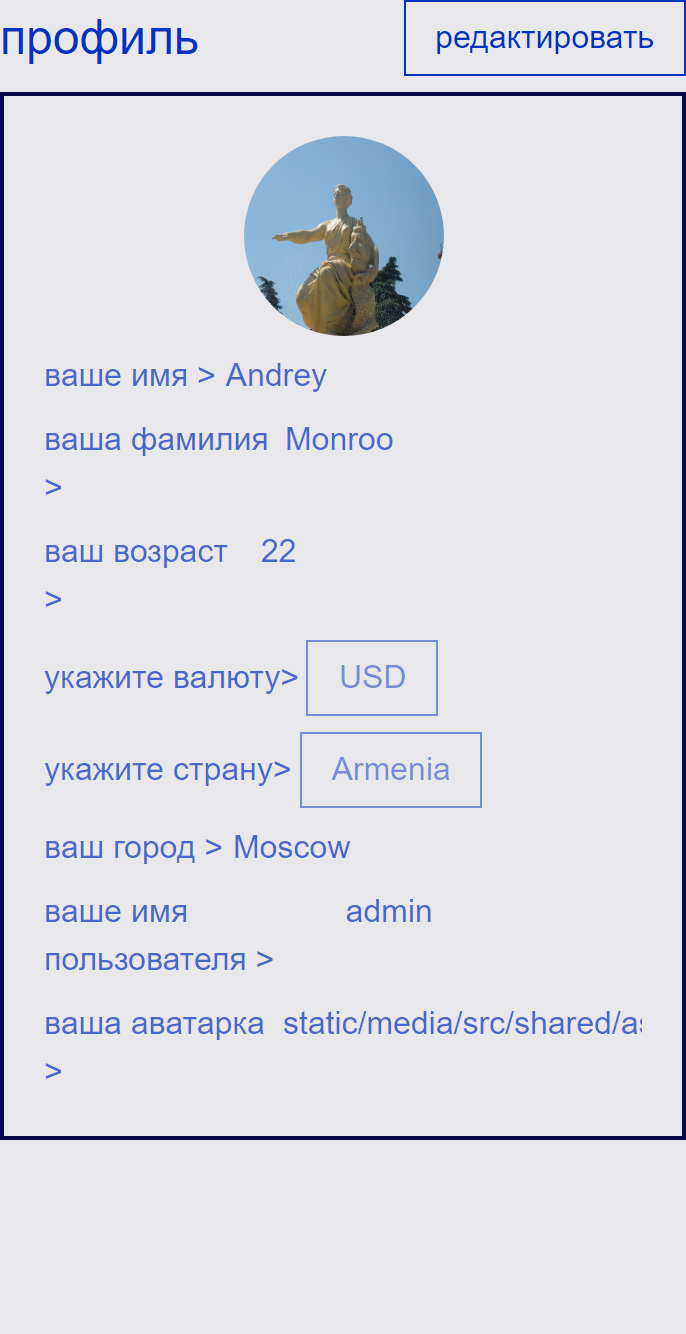 профиль
редактировать
ваше имя > Andrey
ваша фамилия Monroo
>
ваш возраст 22
>
укажите валюту> USD
укажите страну> Armenia
ваш город > Moscow
ваше имя admin
пользователя >
ваша аватарка static/media/src/shared/as
>